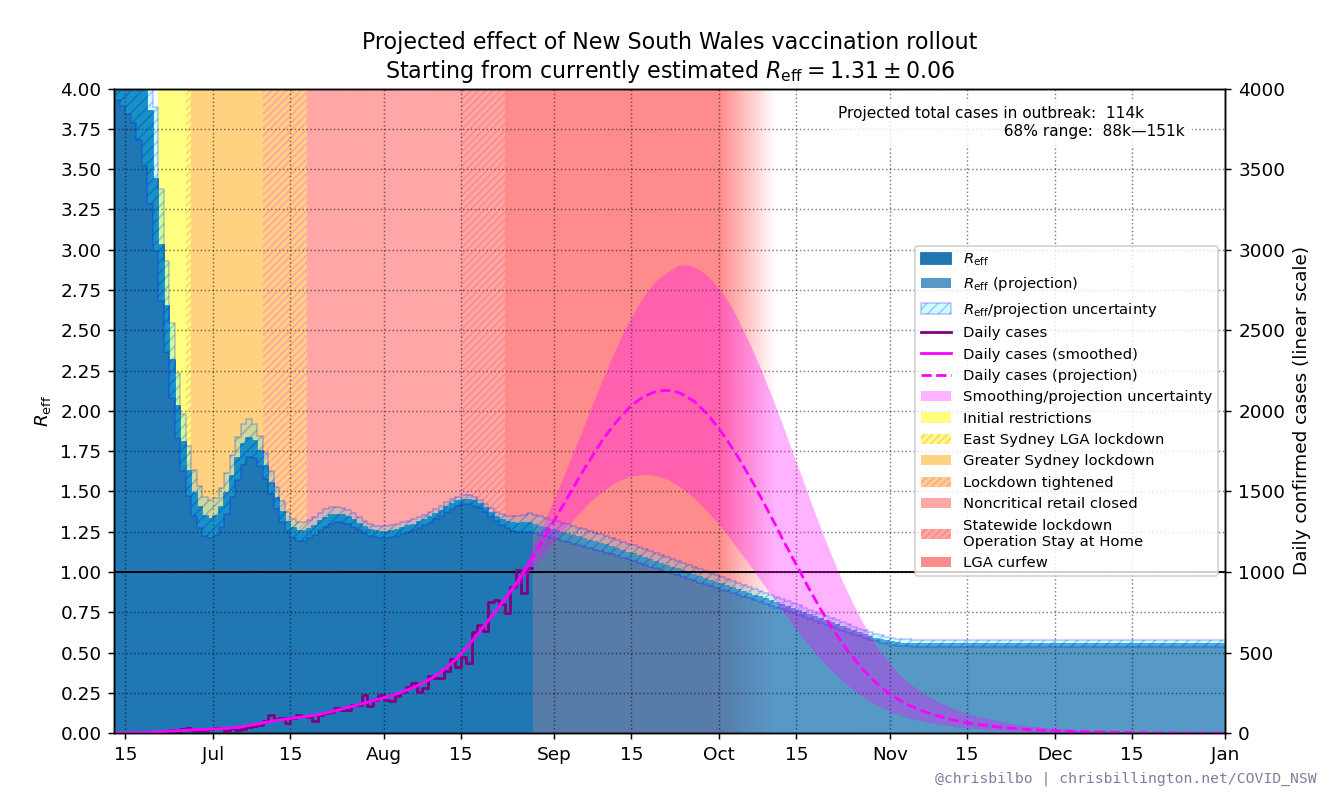 Projected effect of New South Wales vaccination rollout
Starting from currently estimated Reff = 1.31 ± 0.06
Projected total cases in outbreak: 114k
68% range: 88k—151k
4.00
3.75
3.50
3.25
3.00
2.75
2.50
2.25
2.00
1.75
1.50
1.25
1.00
0.75
0.50
0.25
0.00
Reff
4000
3500
3000
2500
2000
1500
1000
500
0
Daily confirmed cases (linear scale)
Reff
Reff (projection)
Reff/projection uncertainty
Daily cases
Daily cases (smoothed)
Daily cases (projection)
Smoothing/projection uncertainty
Initial restrictions
East Sydney LGA lockdown
Greater Sydney lockdown
Lockdown tightened
Noncritical retail closed
Statewide lockdown
Operation Stay at Home
LGA curfew
15 Jul 15 Aug 15 Sep 15 Oct 15 Nov 15 Dec 15 Jan
@chrisbilbo | chrisbillington.net/COVID_NSW